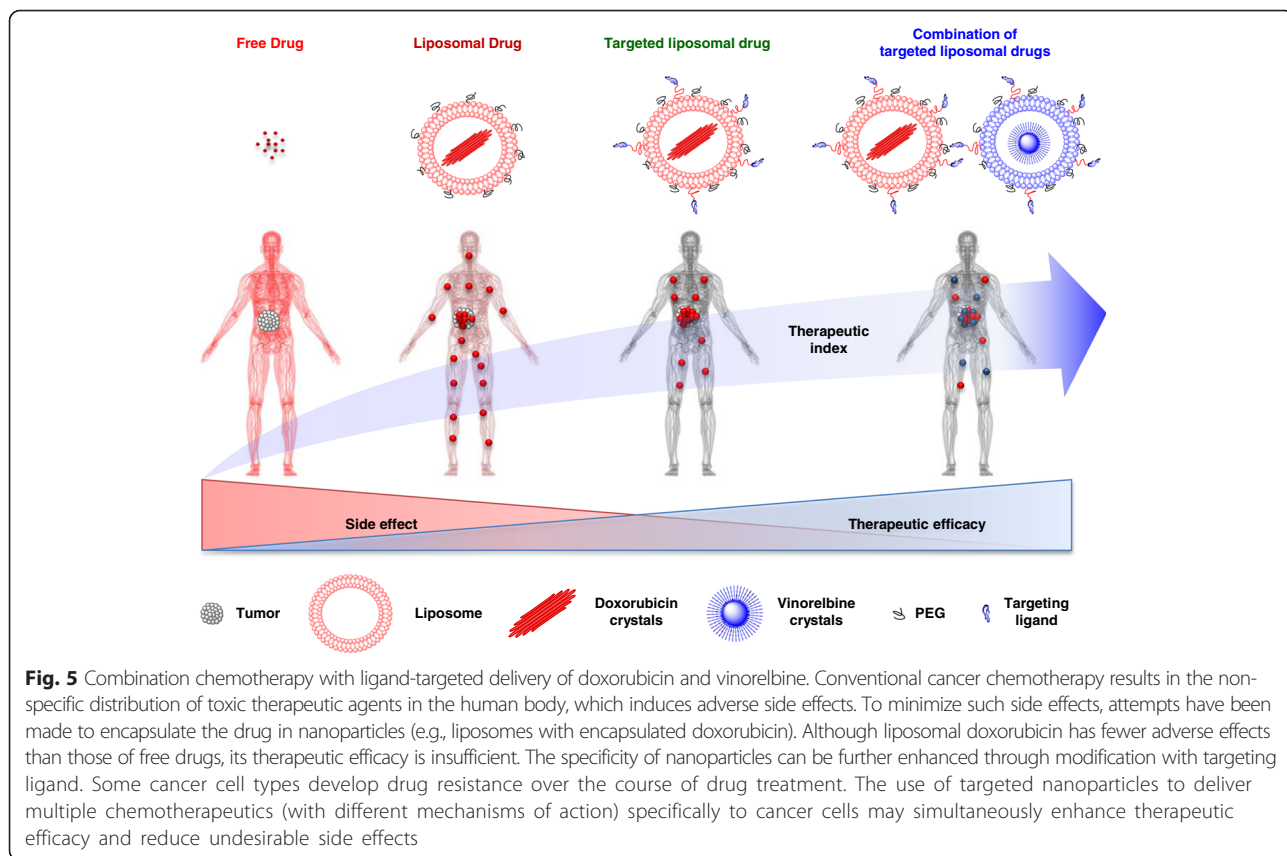 Free Drug
Liposomal Drug
Targeted liposomal drug
Combination of
targeted liposomal drugs
Therapeutic
index
Side effect
Therapeutic efficacy
Tumor
Liposome
Doxorubicin
crystals
Vinorelbine
crystals
PEG
Targeting
ligand
Fig. 5 Combination chemotherapy with ligand-targeted delivery of doxorubicin and vinorelbine. Conventional cancer chemotherapy results in the non-
specific distribution of toxic therapeutic agents in the human body, which induces adverse side effects. To minimize such side effects, attempts have been
made to encapsulate the drug in nanoparticles (e.g., liposomes with encapsulated doxorubicin). Although liposomal doxorubicin has fewer adverse effects
than those of free drugs, its therapeutic efficacy is insufficient. The specificity of nanoparticles can be further enhanced through modification with targeting
ligand. Some cancer cell types develop drug resistance over the course of drug treatment. The use of targeted nanoparticles to deliver
multiple chemotherapeutics (with different mechanisms of action) specifically to cancer cells may simultaneously enhance therapeutic
efficacy and reduce undesirable side effects